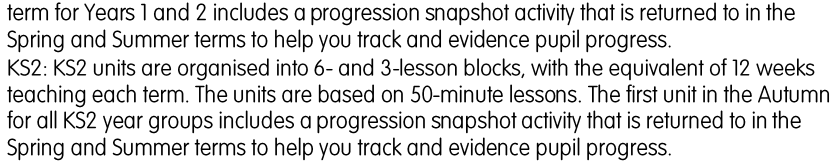 term for Years 1 and 2 includes a progression snapshot activity that is returned to in the
Spring and Summer terms to help you track and evidence pupil progress.
KS2: KS2 units are organised into 6- and 3-lesson blocks, with the equivalent of 12 weeks
teaching each term. The units are based on 50-minute lessons. The first unit in the Autumn
for all KS2 year groups includes a progression snapshot activity that is returned to in the
Spring and Summer terms to help you track and evidence pupil progress.